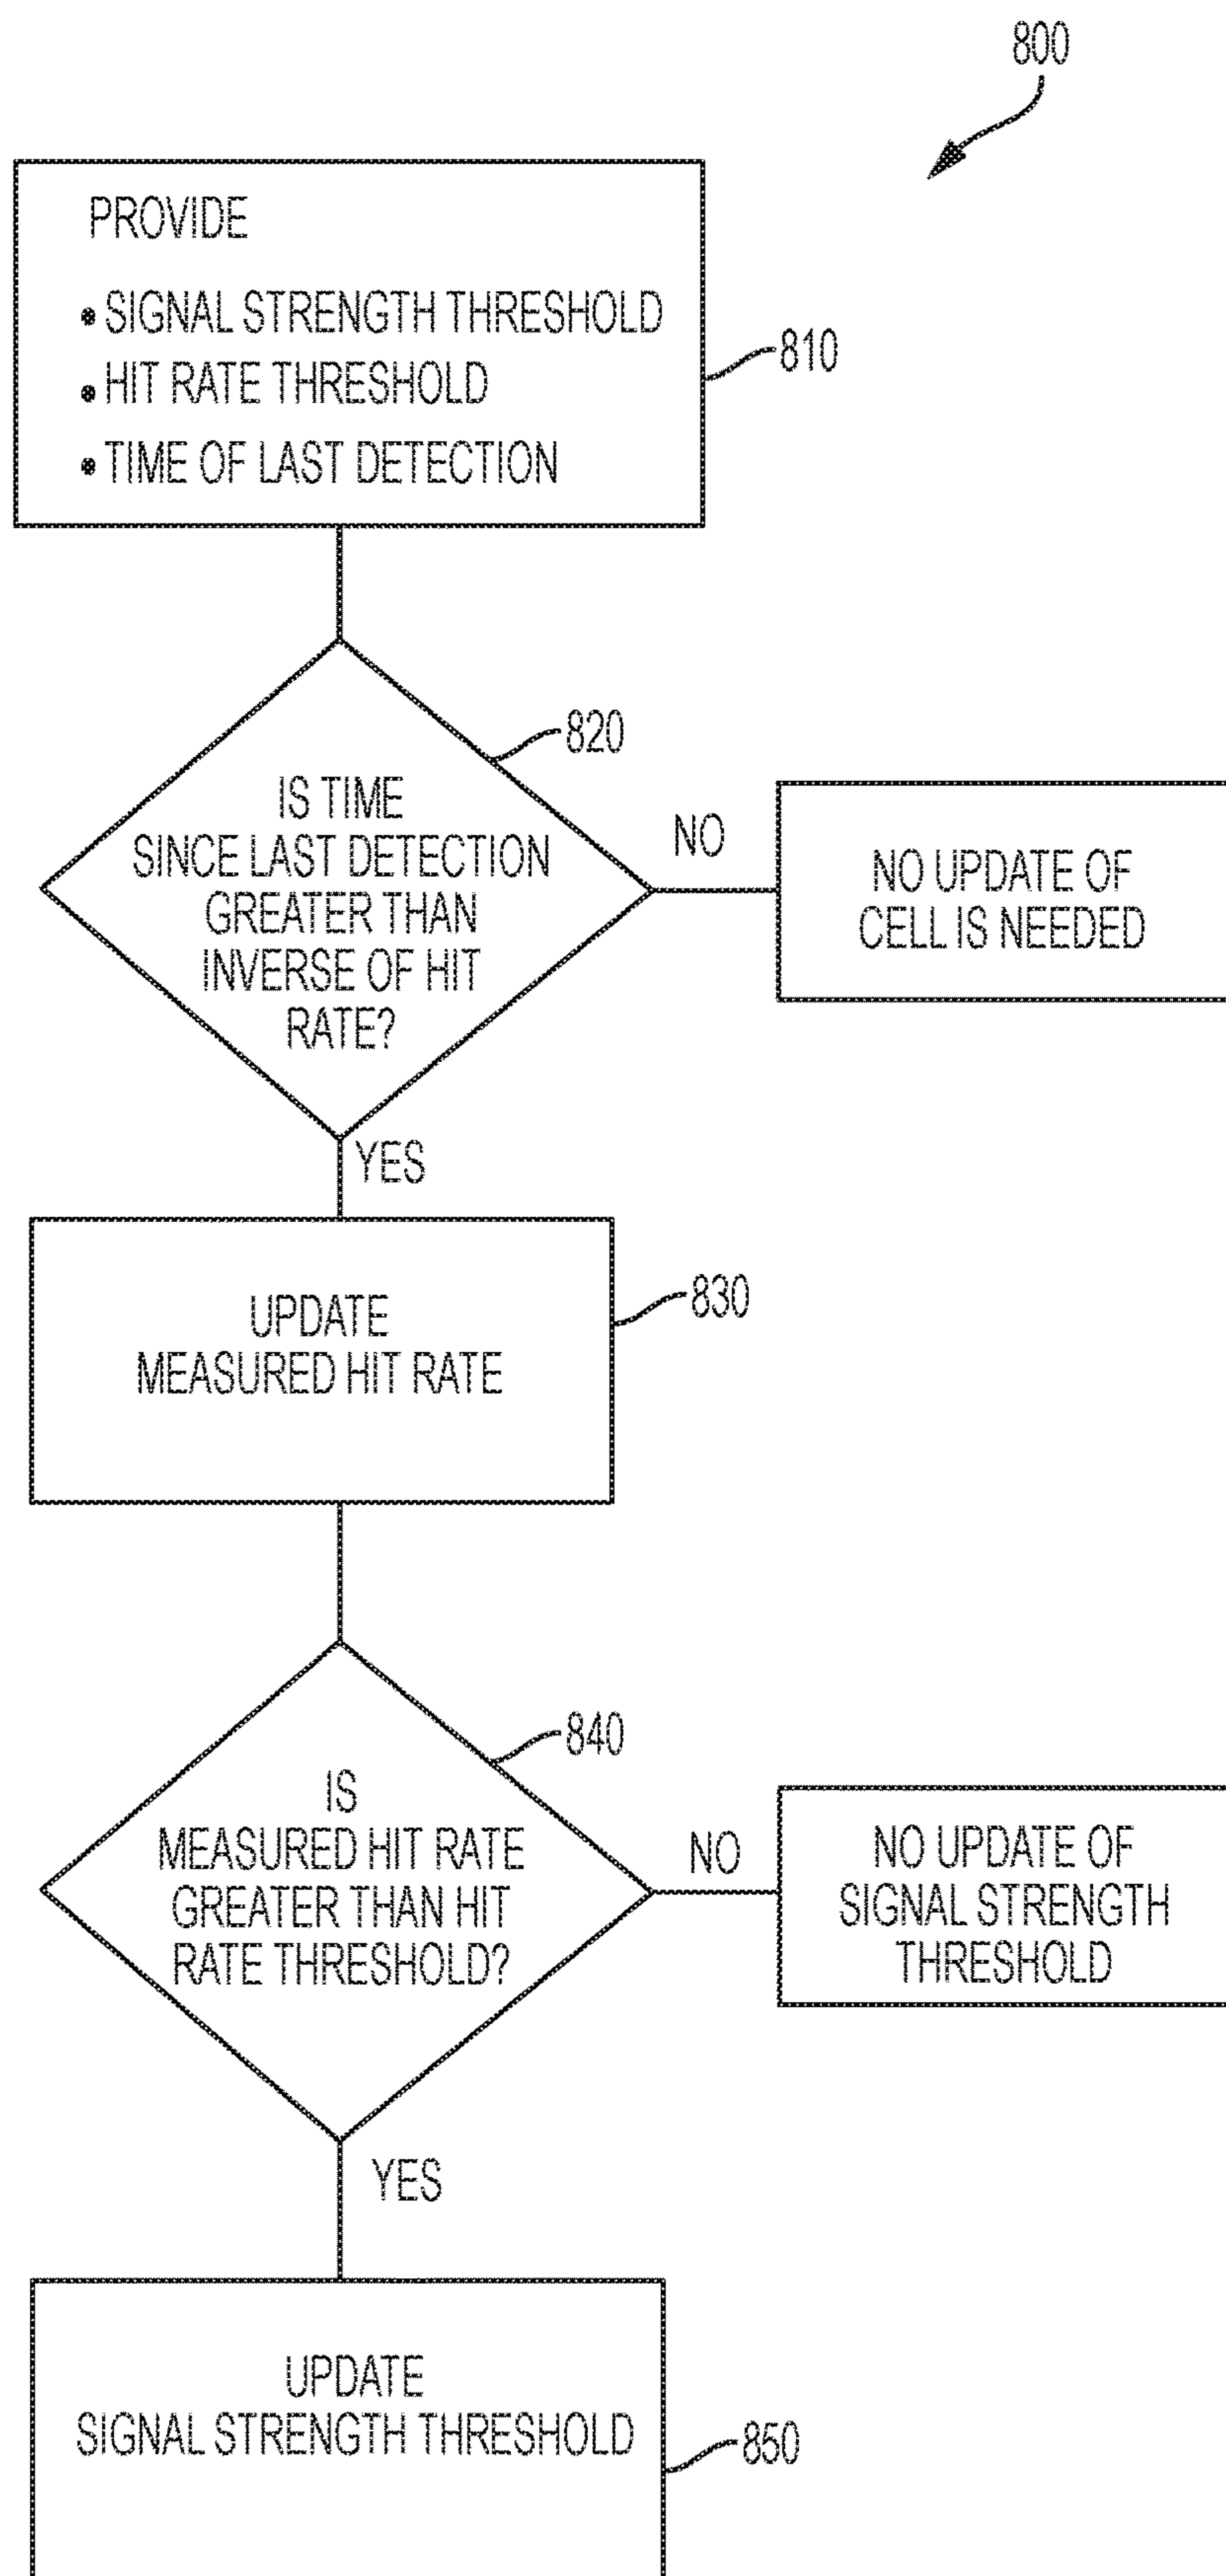 800
PROVIDE
• SIGNAL STRENGTH THRESHOLD
• HIT RATE THRESHOLD
• TIME OF LAST DETECTION
810
820
IS TIME
SINCE LAST DETECTION
GREATER THAN
INVERSE OF HIT
RATE?
NO
NO UPDATE OF
CELL IS NEEDED
YES
UPDATE
MEASURED HIT RATE
830
840
IS
MEASURED HIT RATE
GREATER THAN HIT
RATE THRESHOLD?
NO
NO UPDATE OF
SIGNAL STRENGTH
THRESHOLD
YES
UPDATE
SIGNAL STRENGTH THRESHOLD
850